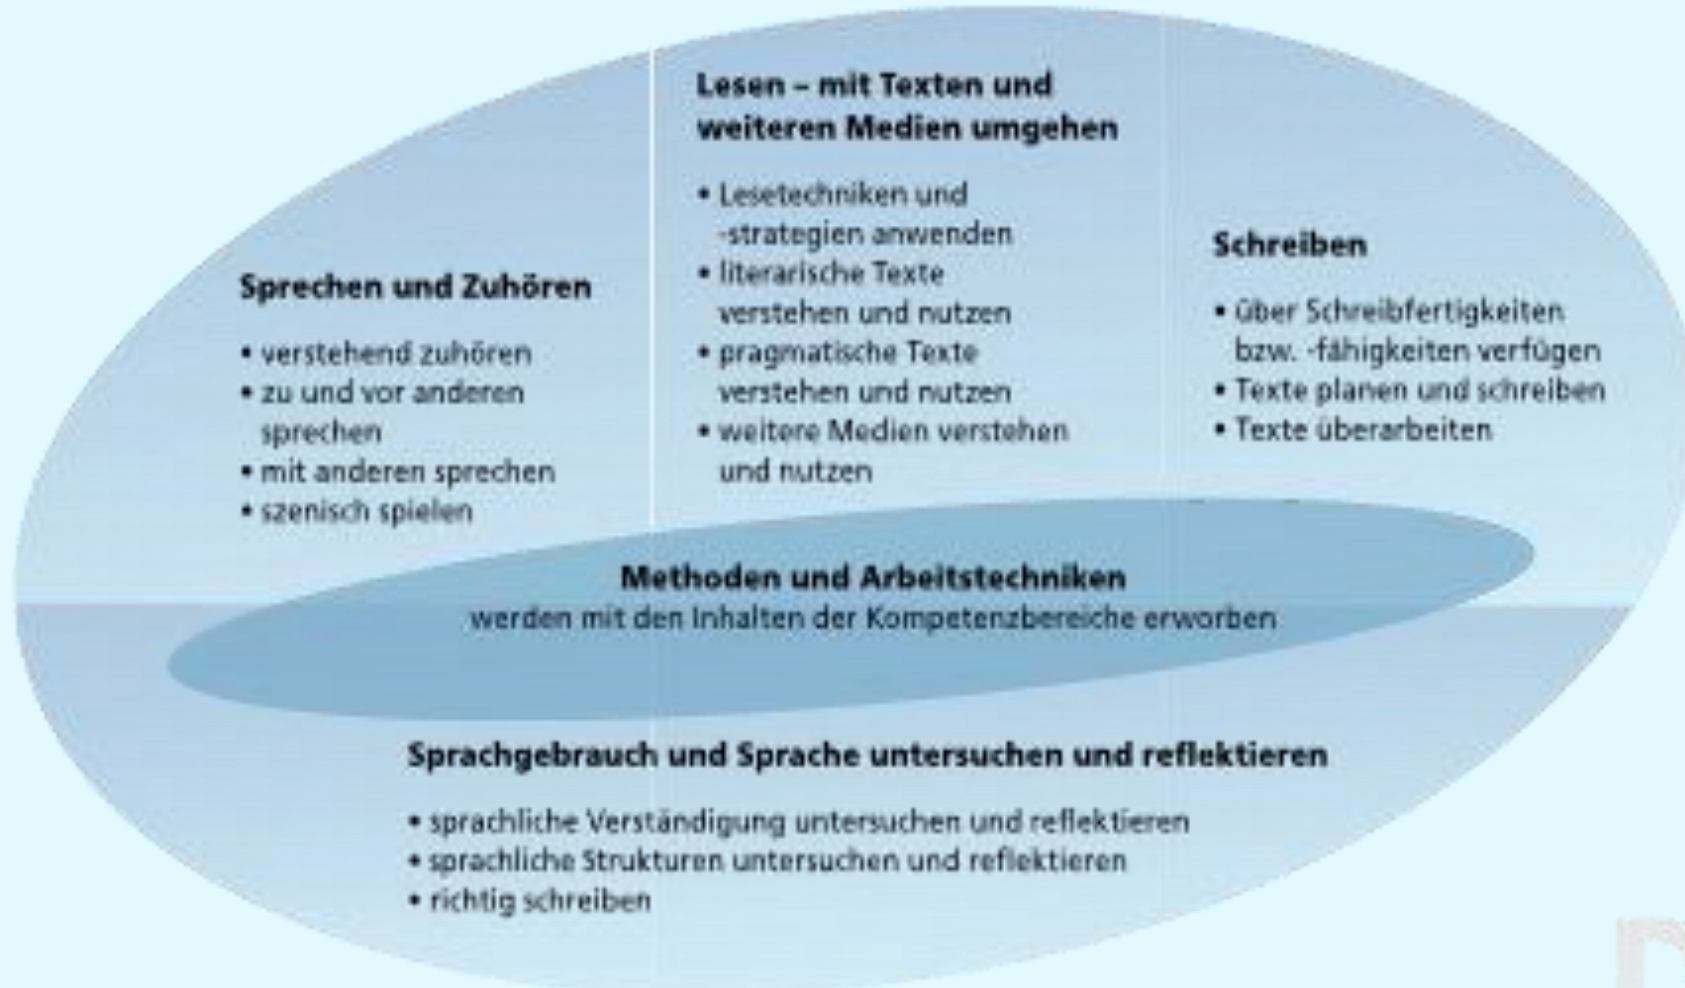 Sprechen und Zuhören
• verstehend zuhören
• zu und vor anderen
sprechen
• mit anderen sprechen
• szenisch spielen
Lesen – mit Texten und
weiteren Medien umgehen
• Lesetechniken und
-strategien anwenden
• literarische Texte
verstehen und nutzen
• pragmatische Texte
verstehen und nutzen
• weitere Medien verstehen
und nutzen
Schreiben
• über Schreibfertigkeiten
bzw. -fähigkeiten verfügen
• Texte planen und schreiben
• Texte überarbeiten
Methoden und Arbeitstechniken
werden mit den Inhalten der Kompetenzbereiche erworben
Sprachgebrauch und Sprache untersuchen und reflektieren
• sprachliche Verständigung untersuchen und reflektieren
• sprachliche Strukturen untersuchen und reflektieren
• richtig schreiben